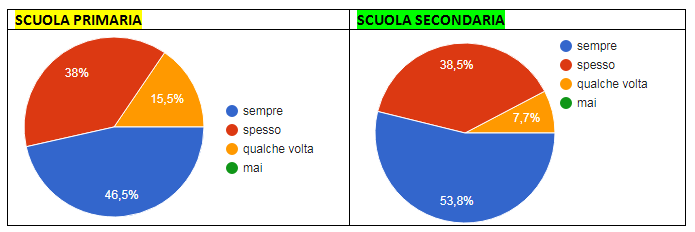 SCUOLA PRIMARIA
38%
15,5%
46,5%
sempre
spesso
qualche volta
mai
SCUOLA SECONDARIA
38,5%
7,7%
53,8%
sempre
spesso
qualche volta
mai